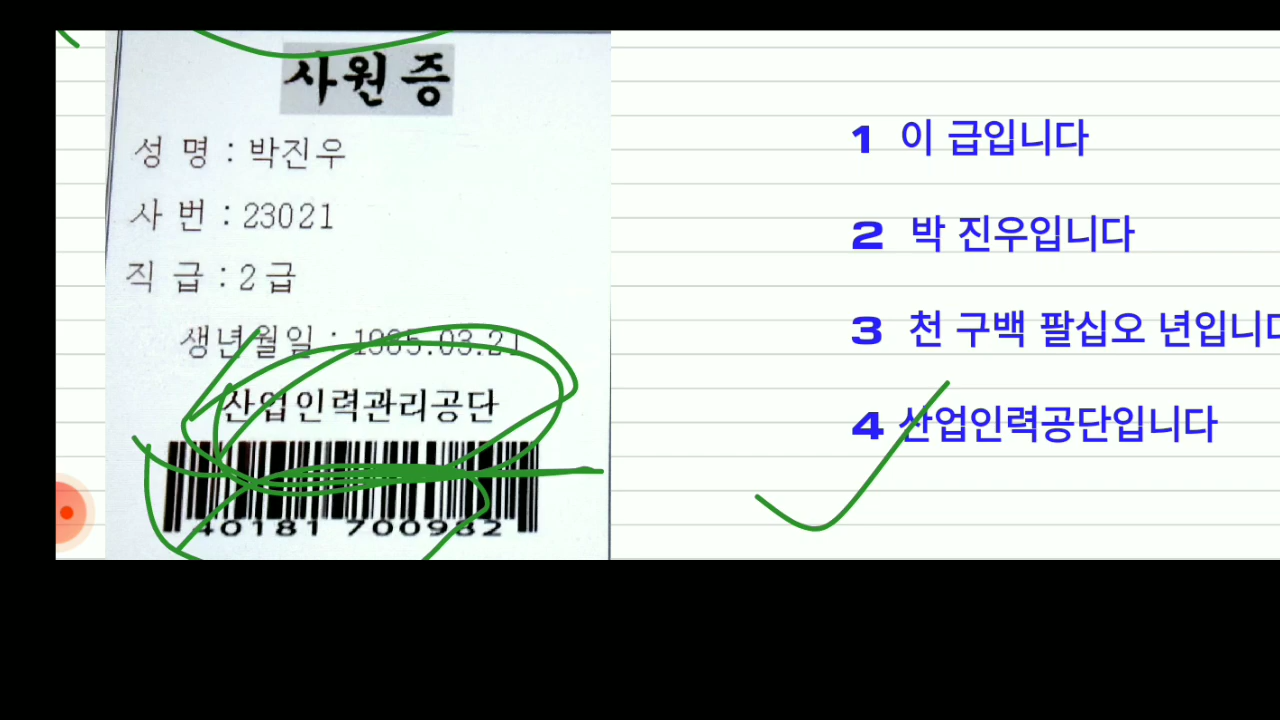 사원증
성 명 : 박진우
사 번 : 23021
직 급 : 2 급
생년월일 : 1985.03.21
산업인력관리공단
40181 700982
1 이 급입니다
2 박 진우입니다
3 천 구백 팔십오 년입니다
4 산업인력공단입니다